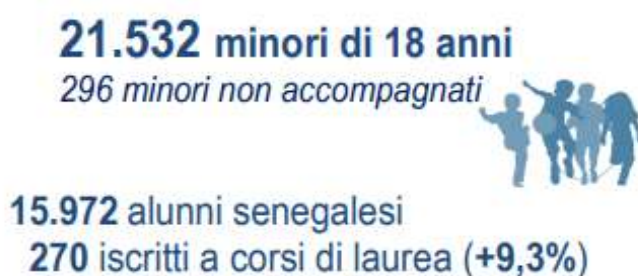 21.532 minori di 18 anni
296 minori non accompagnati
15.972 alunni senegalesi
270 iscritti a corsi di laurea (+9,3%)